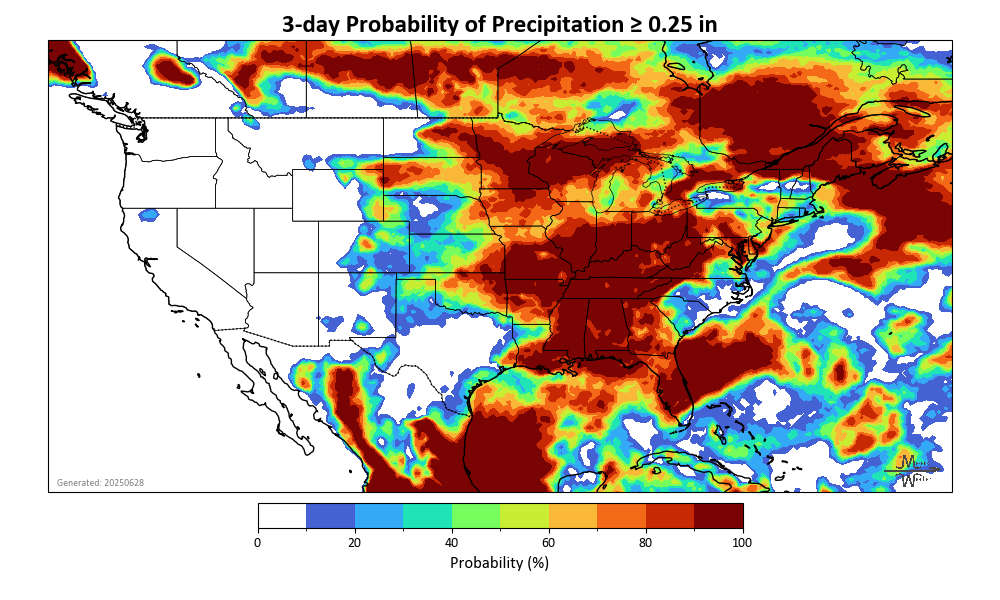 3-day Probability of Precipitation ≥ 0.25 in
Generated: 20250628
0 20 40 60 80 100
Probability (%)